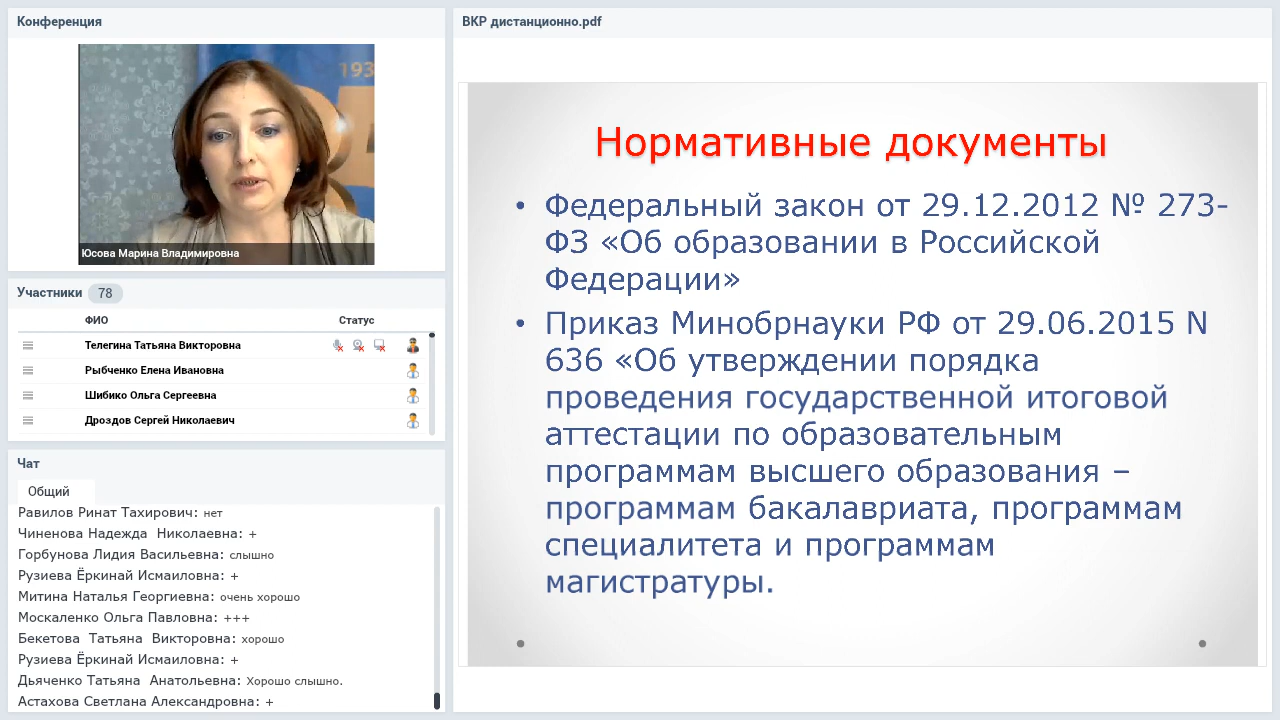 Конференция
193
Юсова Марина Владимировна
Участники 78
ФИО Статус
Телегина Татьяна Викторовна
Рыбченко Елена Ивановна
Шибико Ольга Сергеевна
Дроздов Сергей Николаевич
Чат
Общий
Равилов Ринат Тахирович: нет
Чиненова Надежда Николаевна: +
Горбунова Лидия Васильевна: слышно
Рузиева Ёркинай Исмаиловна: +
Митина Наталья Георгиевна: очень хорошо
Москаленко Ольга Павловна: +++
Бекетова Татьяна Викторовна: хорошо
Рузиева Ёркинай Исмаиловна: +
Дьяченко Татьяна Анатольевна: Хорошо слышно.
Астахова Светлана Александровна: +
ВКР дистанционно.pdf
Нормативные документы
• Федеральный закон от 29.12.2012 № 273-
ФЗ «Об образовании в Российской
Федерации»
• Приказ Минобрнауки РФ от 29.06.2015 N
636 «Об утверждении порядка
проведения государственной итоговой
аттестации по образовательным
программам высшего образования –
программам бакалавриата, программам
специалитета и программам
магистратуры.